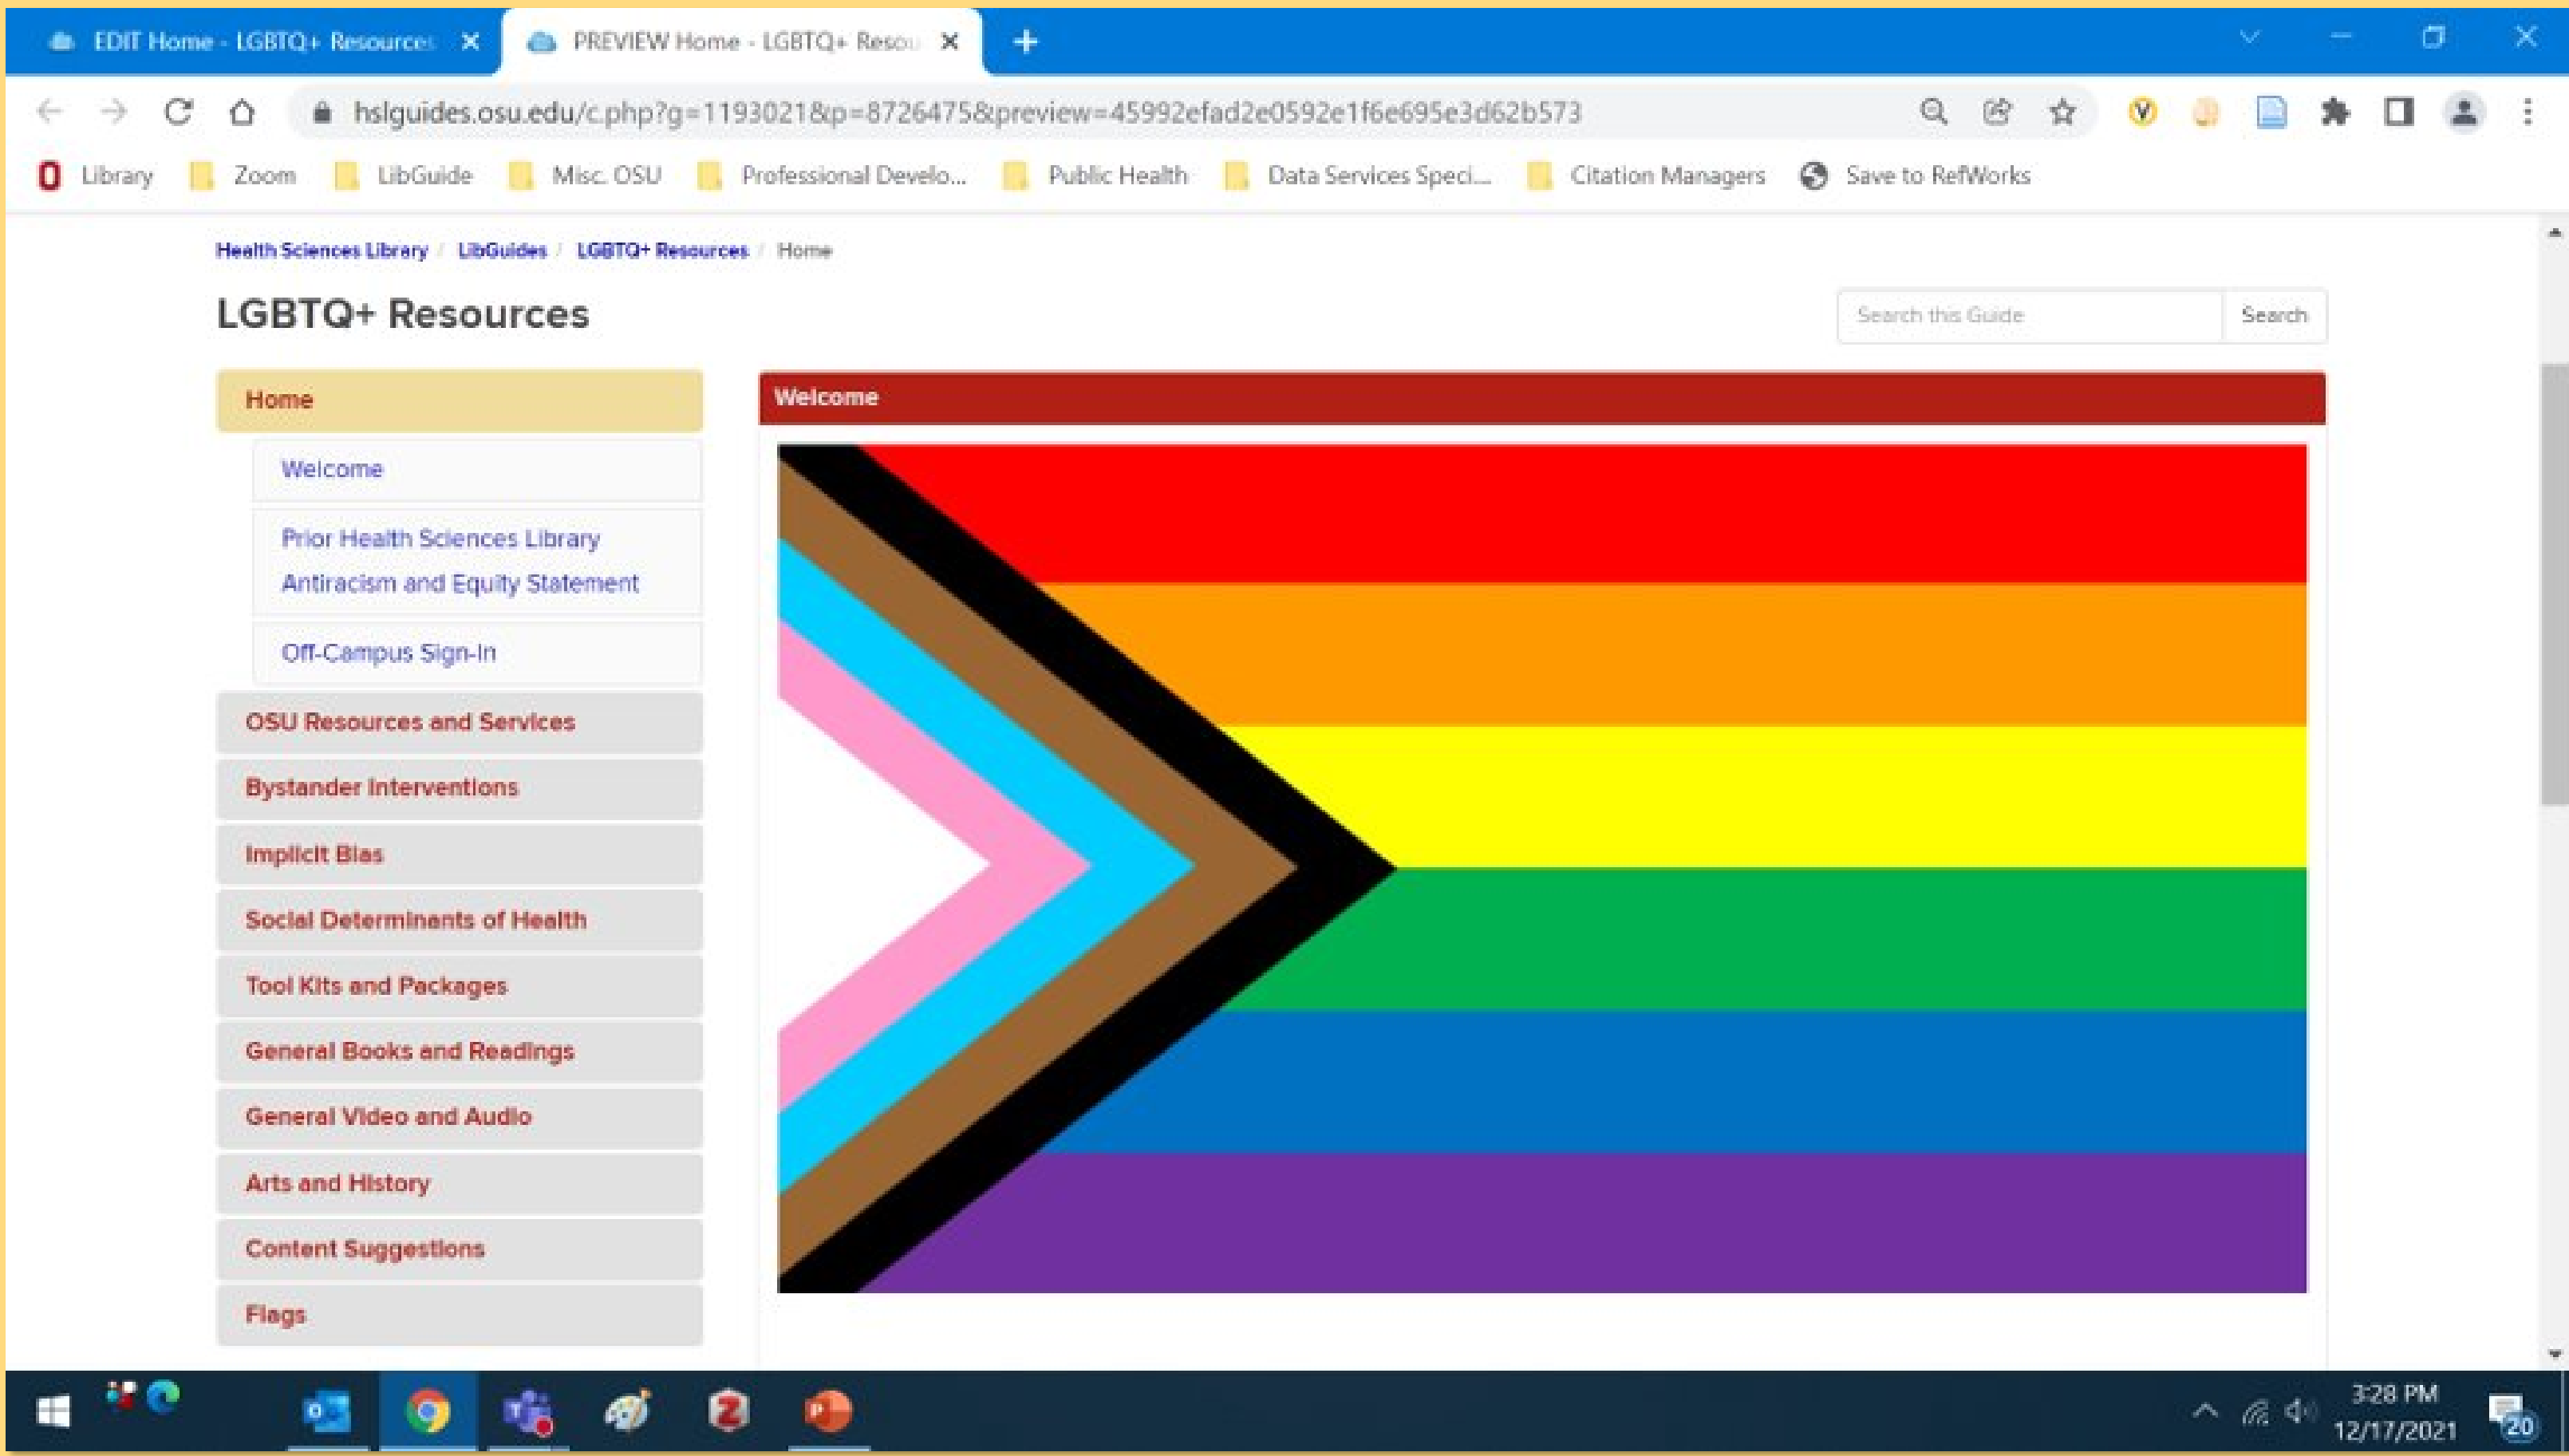 EDIT Home - LGBTQ+ Resources
PREVIEW Home - LGBTQ+ Resou
hslguides.osu.edu/c.php?g=1193021&p=8726475&preview=45992efad2e0592e1f6e695e3d62b573
Library Zoom LibGuide Misc. OSU Professional Develo... Public Health Data Services Speci... Citation Managers Save to RefWorks
Health Sciences Library / LibGuides / LGBTQ+ Resources / Home
LGBTQ+ Resources
Search this Guide Search
Home
Welcome
Prior Health Sciences Library
Antiracism and Equity Statement
Off-Campus Sign-In
OSU Resources and Services
Bystander Interventions
Implicit Bias
Social Determinants of Health
Tool Kits and Packages
General Books and Readings
General Video and Audio
Arts and History
Content Suggestions
Flags
Welcome
3:28 PM
12/17/2021
20